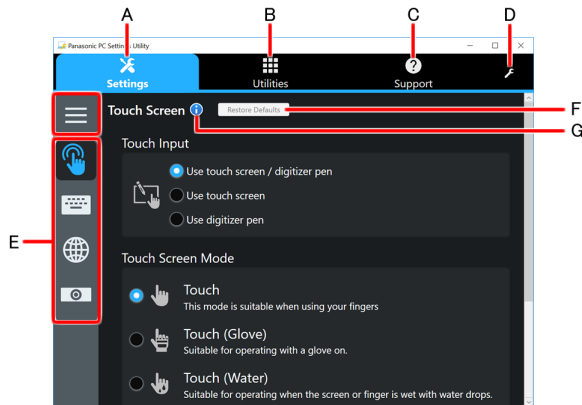 A
B
C
D
Panasonic PC Settings Utility
Settings
Utilities
Support
Touch Screen
Restore Defaults
F
G
Touch Input
Use touch screen / digitizer pen
Use touch screen
Use digitizer pen
E
Touch Screen Mode
Touch
This mode is suitable when using your fingers
Touch (Glove)
Suitable for operating with a glove on.
Touch (Water)
Suitable for operating when the screen or finger is wet with water drops.